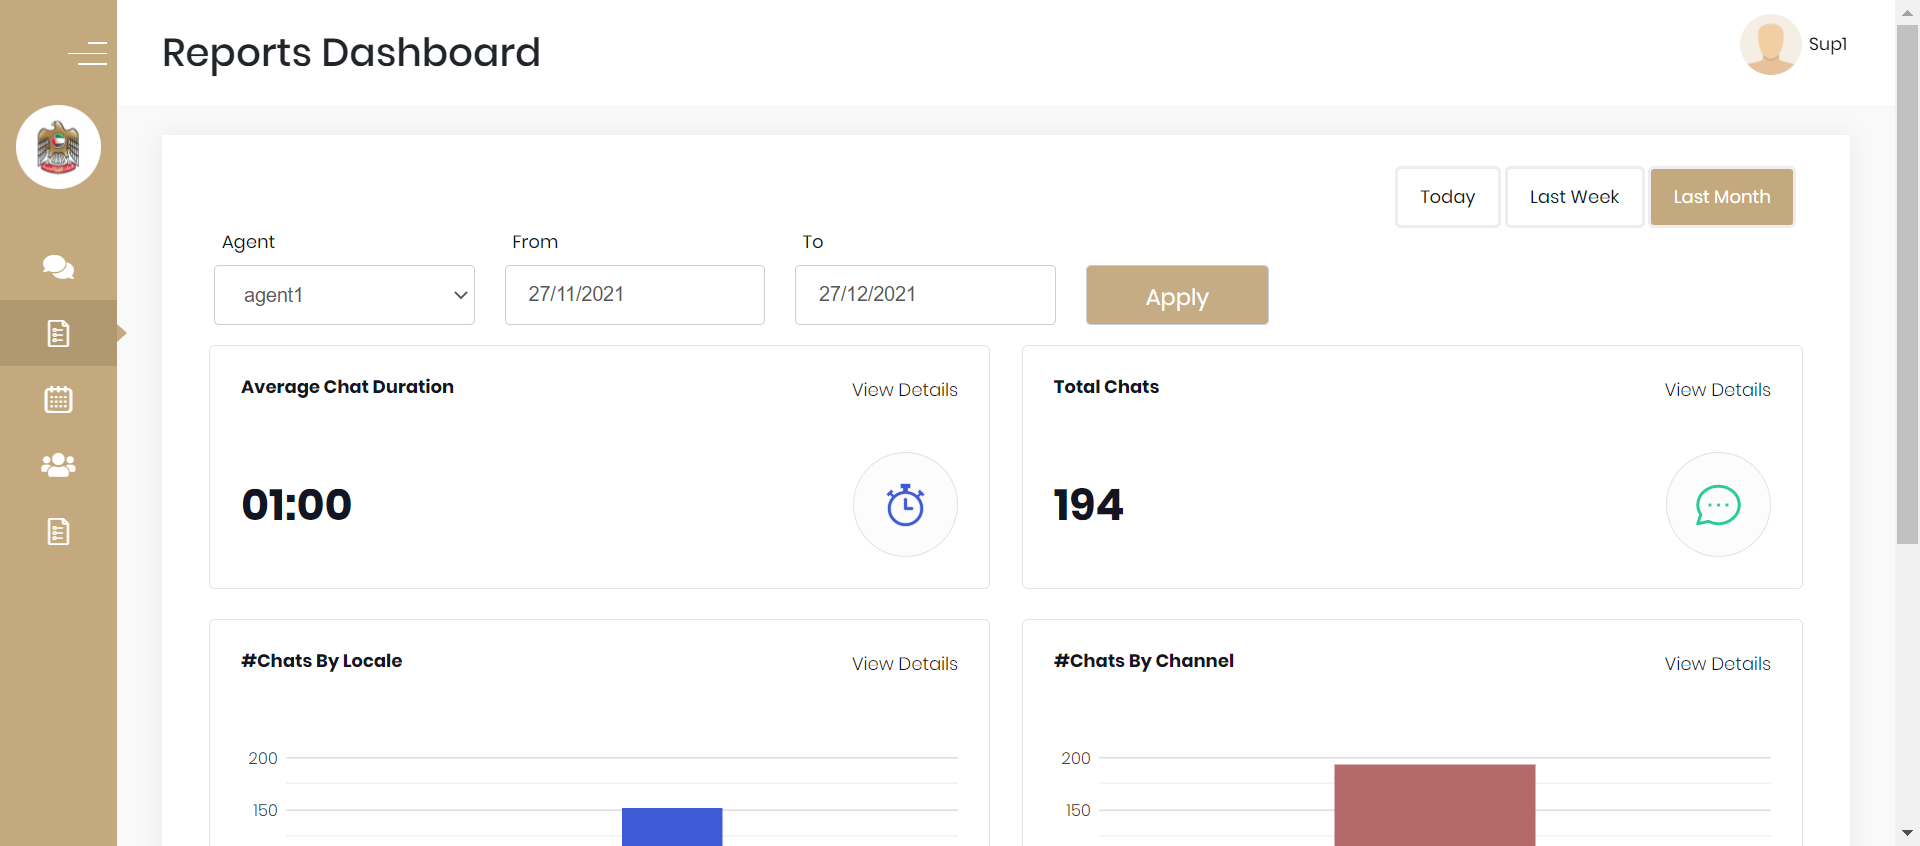 Reports Dashboard
Sup1
Today
Last Week
Last Month
Agent
From
To
agent1
27/11/2021
27/12/2021
Apply
Average Chat Duration
View Details
01:00
Total Chats
View Details
194
#Chats By Locale
View Details
200
150
#Chats By Channel
View Details
200
150